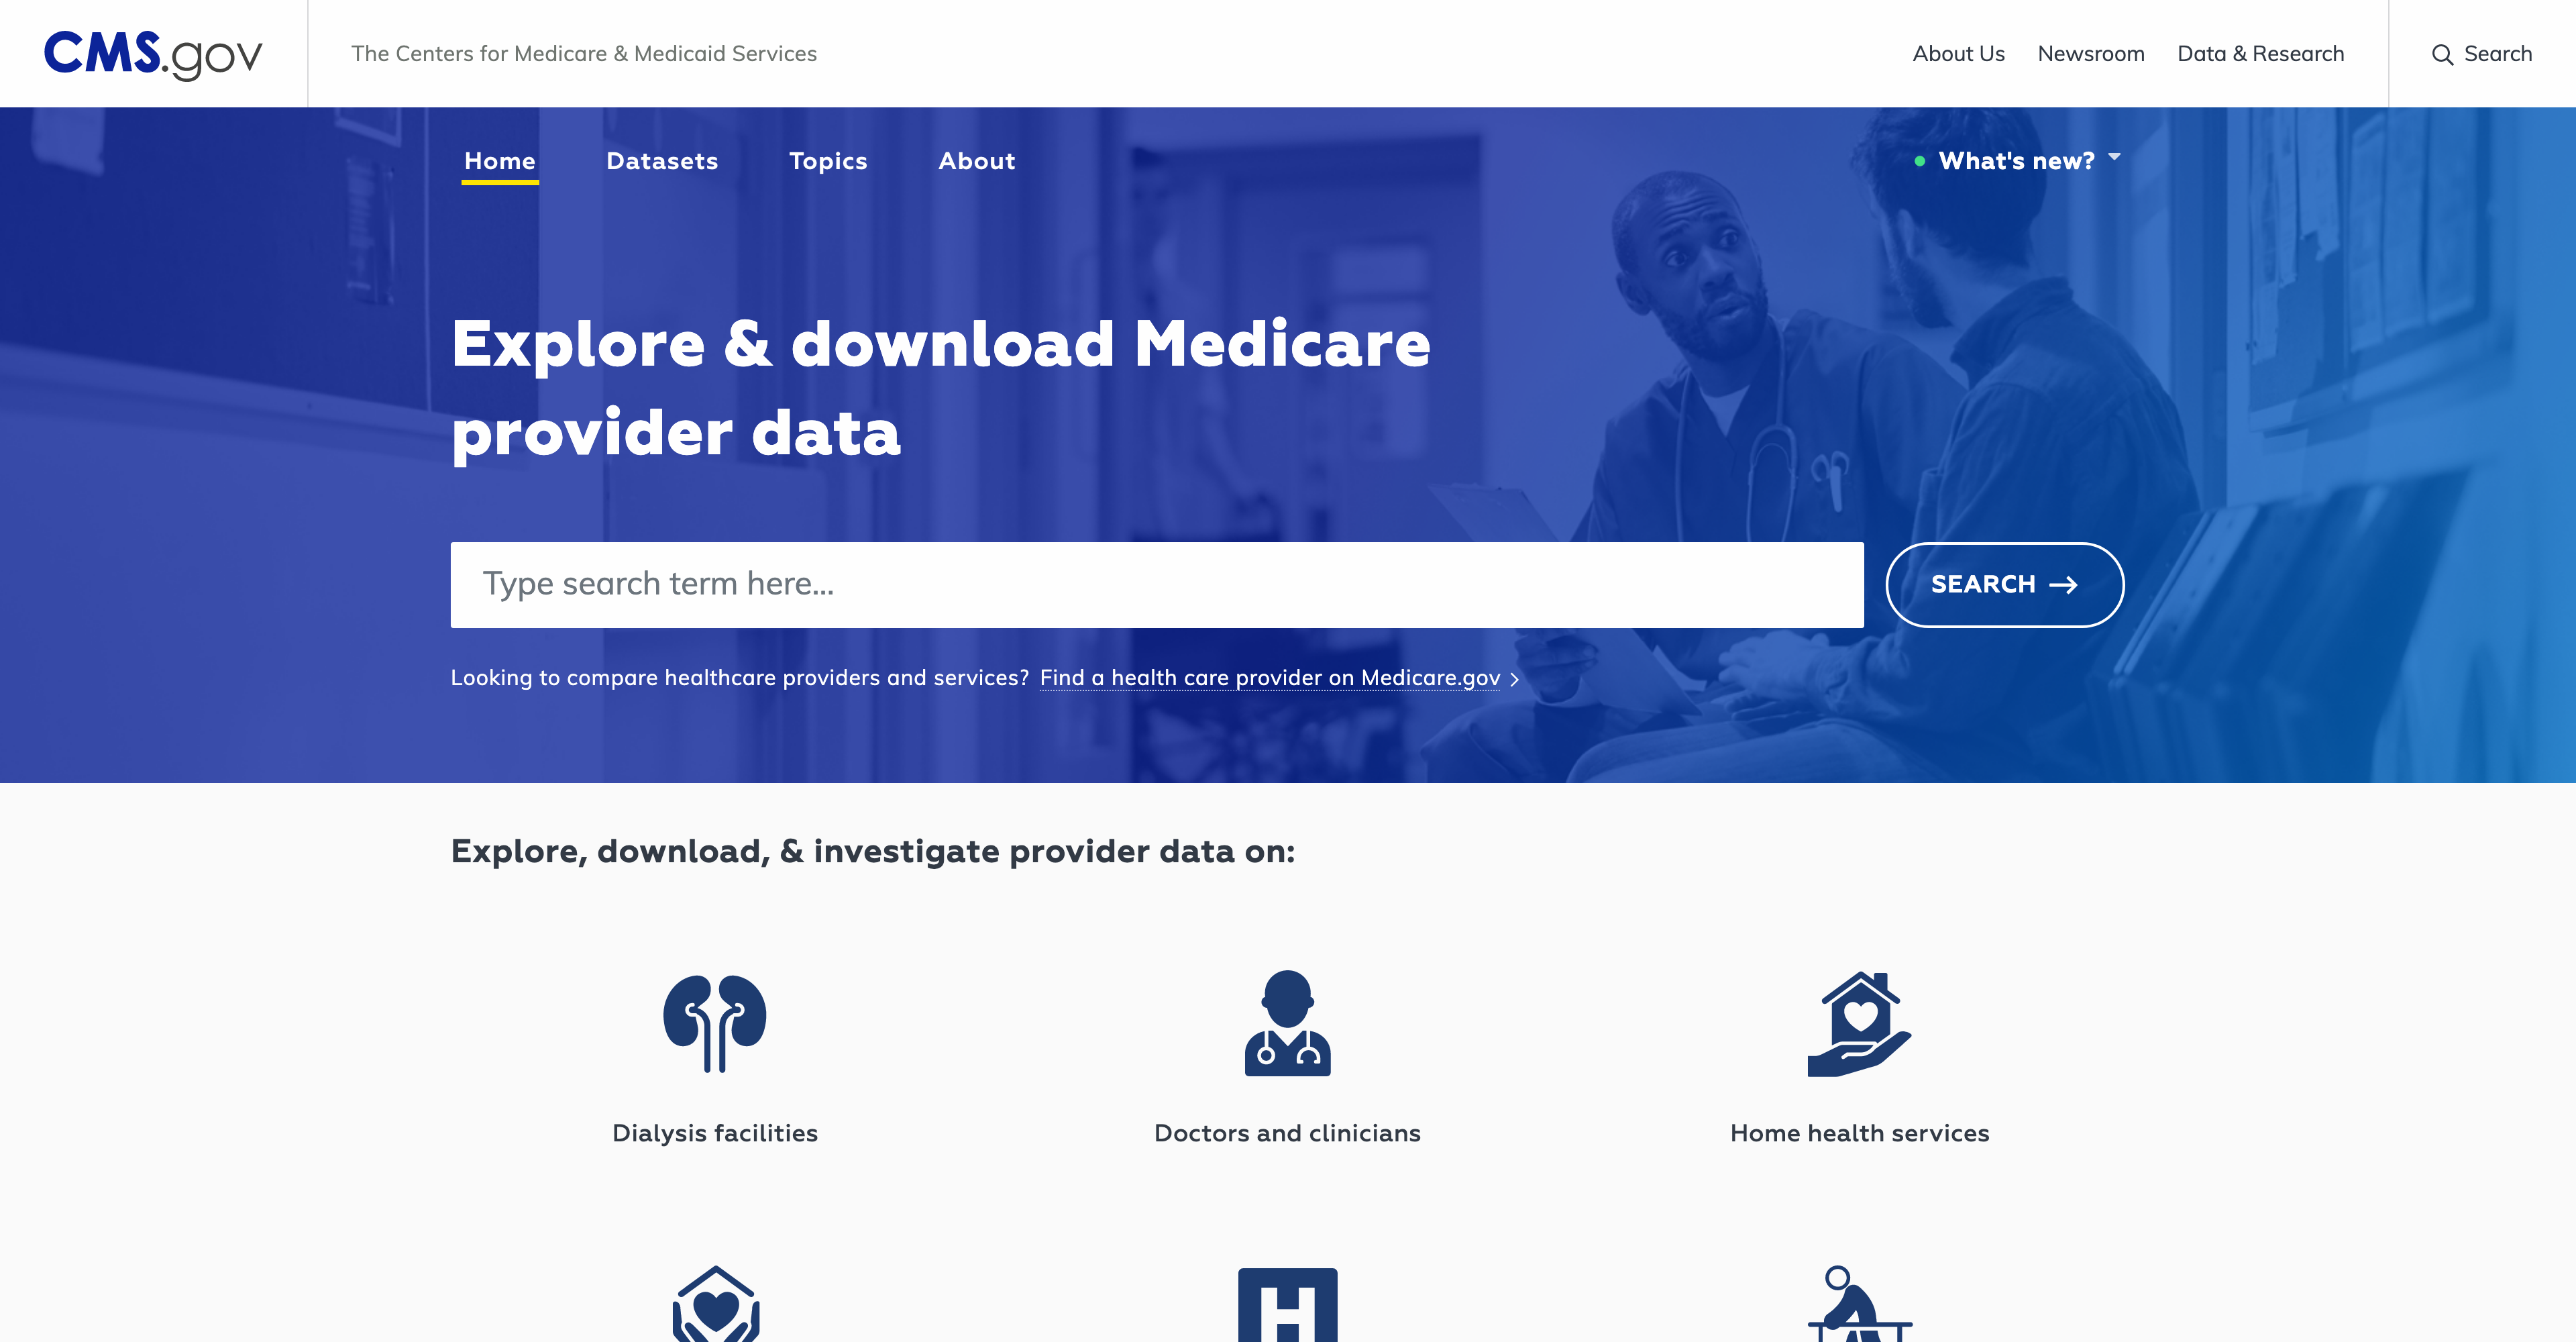 CMS.gov
The Centers for Medicare & Medicaid Services
About Us
Newsroom
Data & Research
Search
Home
Datasets
Topics
About
What's new?
Explore & download Medicare
provider data
Type search term here...
SEARCH
Looking to compare healthcare providers and services? Find a health care provider on Medicare.gov
Explore, download, & investigate provider data on:
Dialysis facilities
Doctors and clinicians
Home health services
H